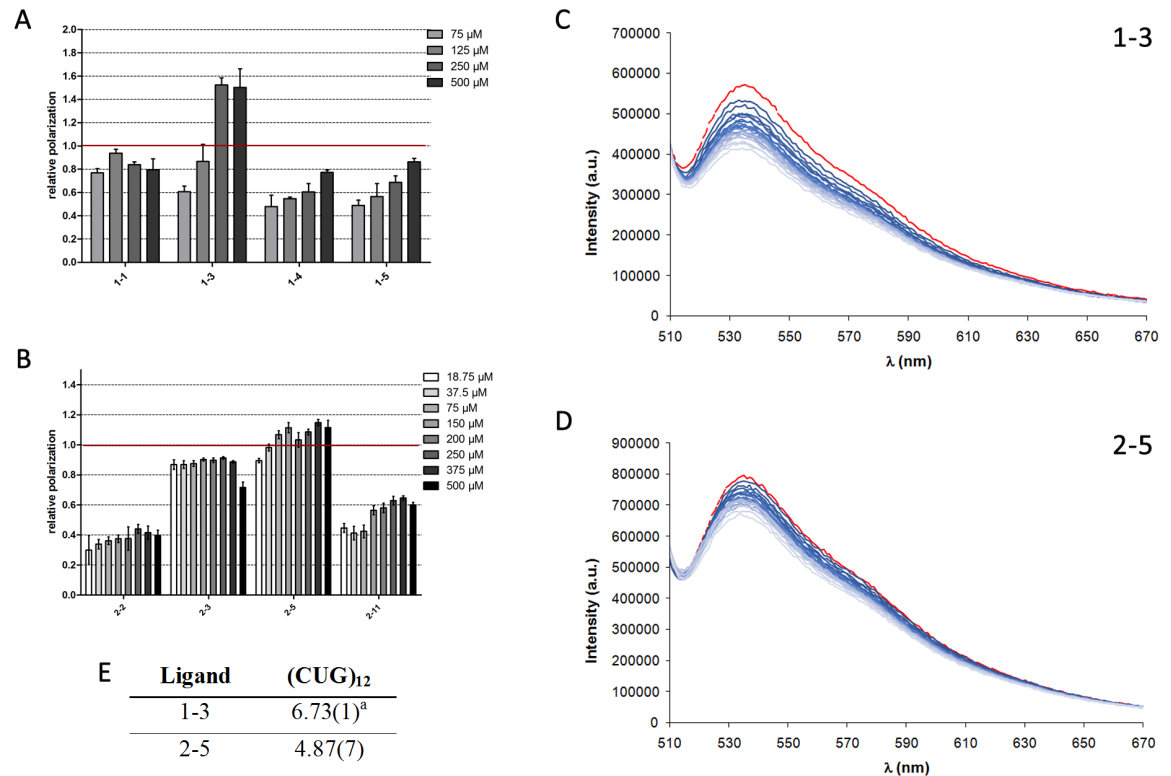 A
relative polarization
2.0
1.8
1.6
1.4
1.2
1.0
0.8
0.6
0.4
0.2
0.0
1-1
1-3
1-4
1-5
75 µM
125 µM
250 µM
500 µM
B
relative polarization
1.4
1.2
1.0
0.8
0.6
0.4
0.2
0.0
2-2
2-3
2-5
2-11
18.75 µM
37.5 µM
75 µM
150 µM
200 µM
250 µM
375 µM
500 µM
E
Ligand (CUG)12
1-3 6.73(1)a
2-5 4.87(7)
C
1-3
Intensity (a.u.)
700000
600000
500000
400000
300000
200000
100000
0
510 530 550 570 590 610 630 650 670
λ (nm)
D
2-5
Intensity (a.u.)
900000
800000
700000
600000
500000
400000
300000
200000
100000
0
510 530 550 570 590 610 630 650 670
λ (nm)